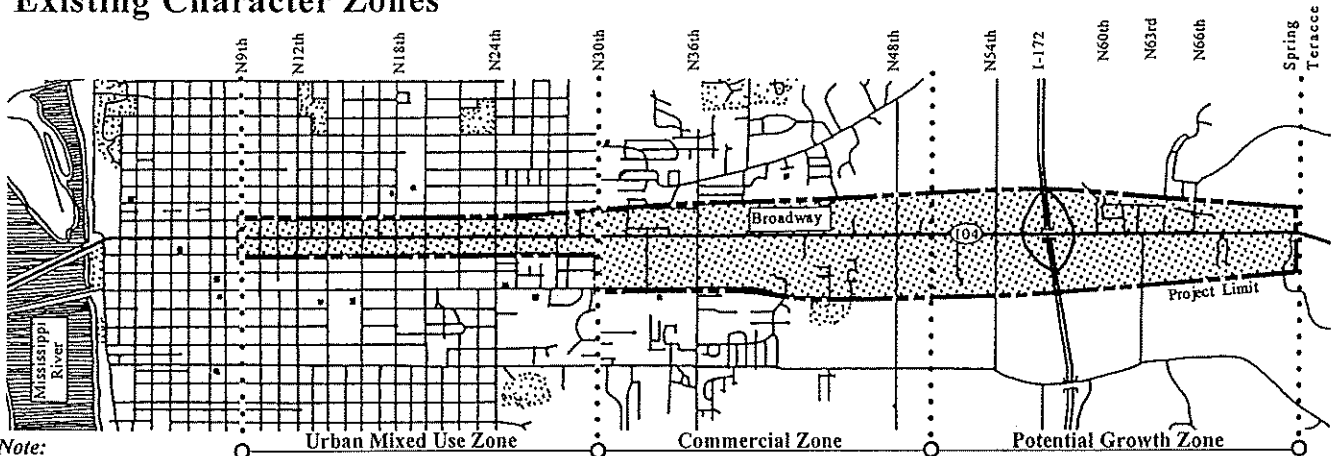 Existing Character Zones
N9th
N12th
N18th
N24th
N30th
N36th
N48th
N54th
I-172
N60th
N63rd
N66th
Spring
Teracce
Broadway
104
Project Limit
Mississippi
River
Note:
Urban Mixed Use Zone
Commercial Zone
Potential Growth Zone